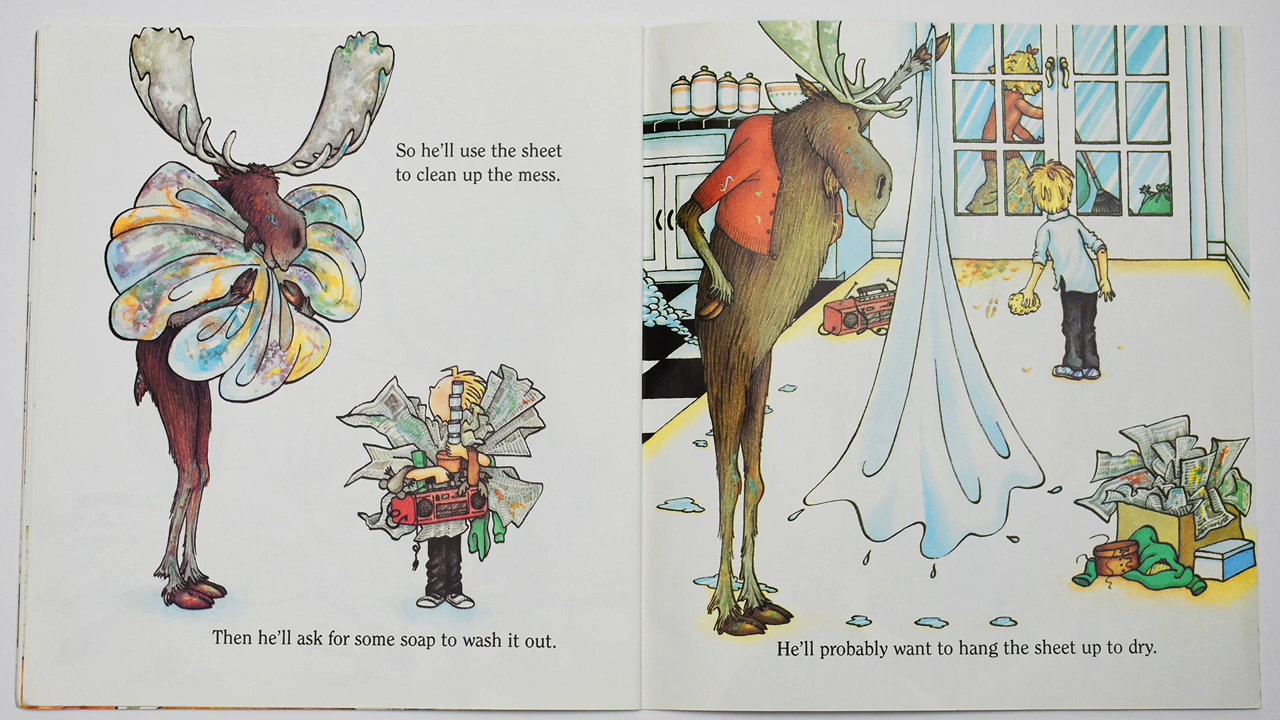 So he'll use the sheet
to clean up the mess.
Then he'll ask for some soap to wash it out.
He'll probably want to hang the sheet up to dry.